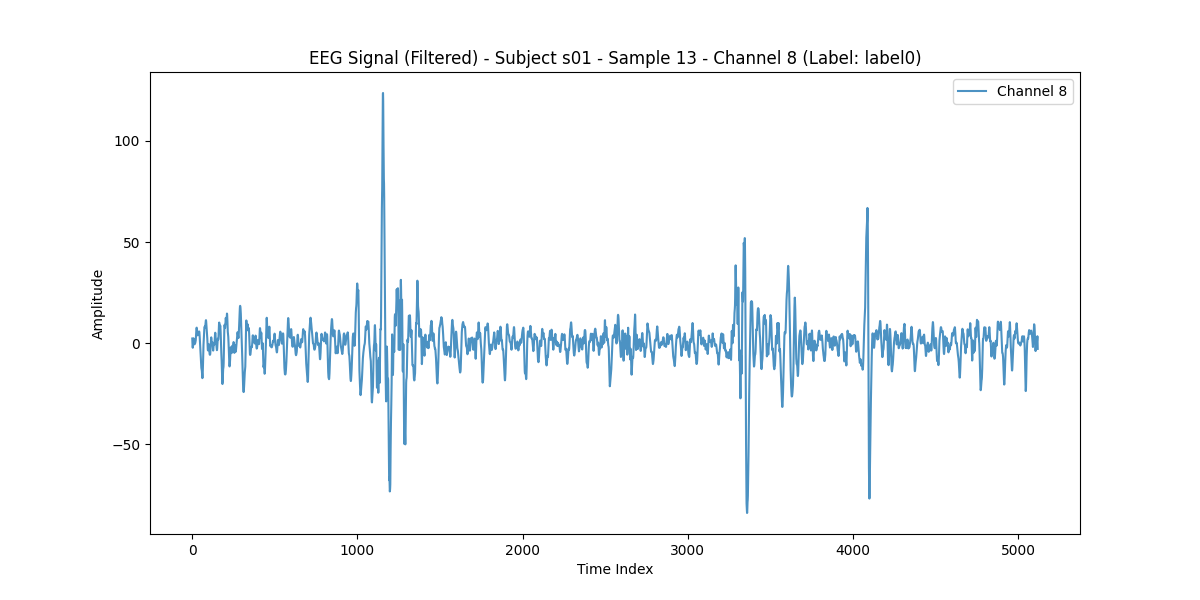 EEG Signal (Filtered) - Subject s01 - Sample 13 - Channel 8 (Label: label0)
Channel 8
100
50
0
−50
Amplitude
0 1000 2000 3000 4000 5000
Time Index